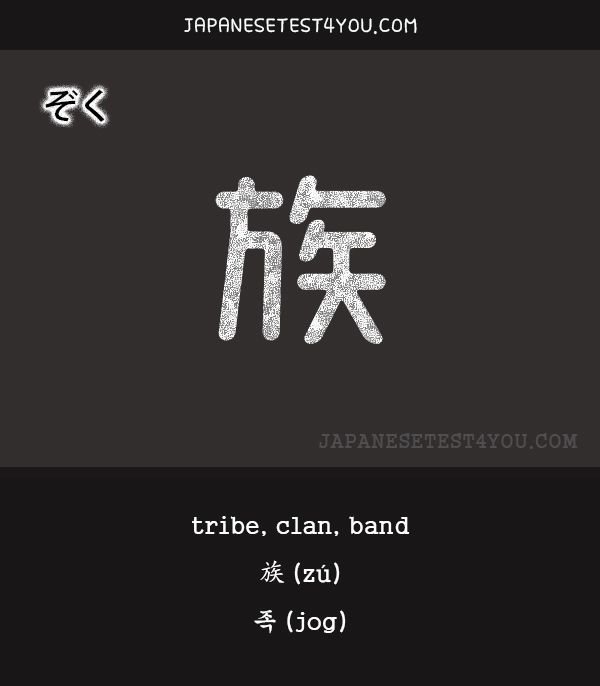 JAPANESETEST4YOU.COM
ぞく
族
JAPANESETEST4YOU.COM
tribe, clan, band
族 (zú)
족 (jog)